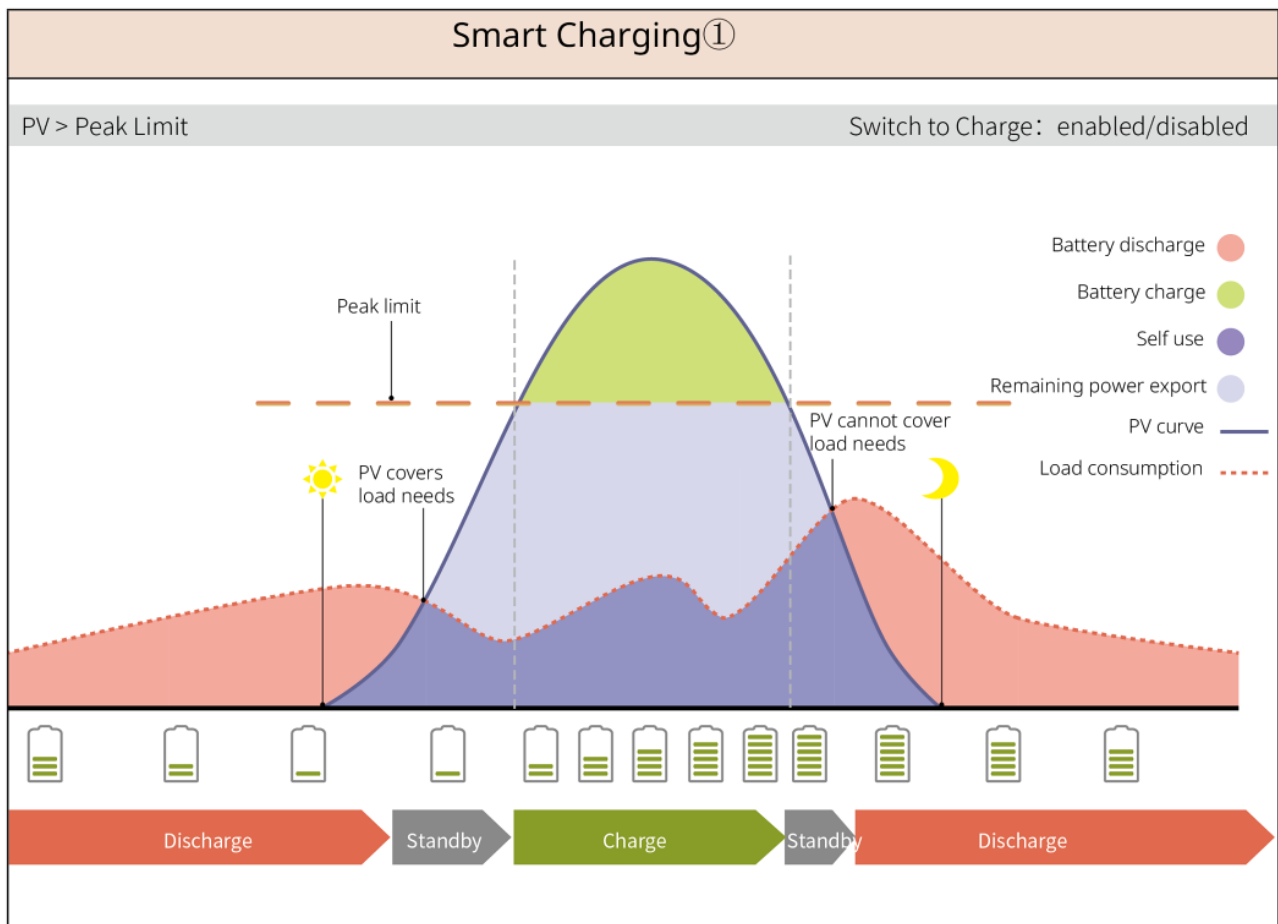 Smart Charging①
PV > Peak Limit
Switch to Charge：enabled/disabled
Battery discharge
Battery charge
Self use
Remaining power export
PV curve
Load consumption
Peak limit
PV covers
load needs
PV cannot cover
load needs
Discharge
Standby
Charge
Standby
Discharge